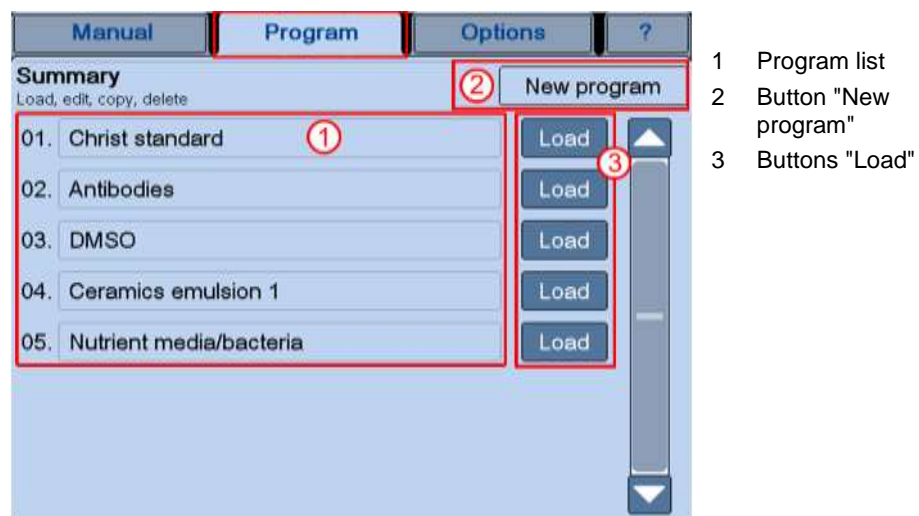 Manual Program Options ?
Summary
Load, edit, copy, delete
2 New program
01. Christ standard 1 Load
3
02. Antibodies Load
03. DMSO Load
04. Ceramics emulsion 1 Load
05. Nutrient media/bacteria Load
1 Program list
2 Button "New
program"
3 Buttons "Load"